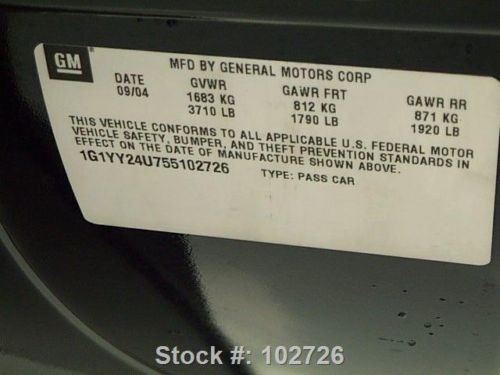 GM
MFD BY GENERAL MOTORS CORP
DATE GVWR GAWR FRT GAWR RR
09/04 1683 KG 812 KG 871 KG
3710 LB 1790 LB 1920 LB
THIS VEHICLE CONFORMS TO ALL APPLICABLE U.S. FEDERAL MOTOR
VEHICLE SAFETY, BUMPER, AND THEFT PREVENTION STANDARDS IN
EFFECT ON THE DATE OF MANUFACTURE SHOWN ABOVE.
1G1YY24U755102726 TYPE: PASS CAR
Stock #: 102726